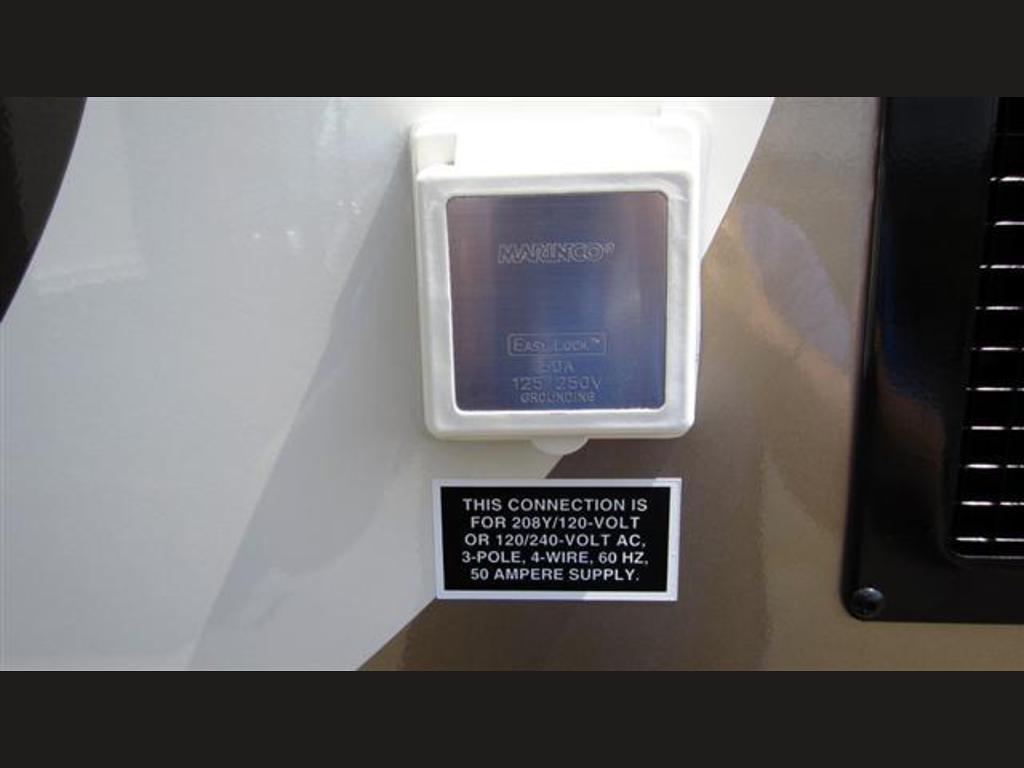 MARINCO®
EASY LOCK™
50A
125/250V
GROUNDING
THIS CONNECTION IS
FOR 208Y/120-VOLT
OR 120/240-VOLT AC,
3-POLE, 4-WIRE, 60 HZ,
50 AMPERE SUPPLY.